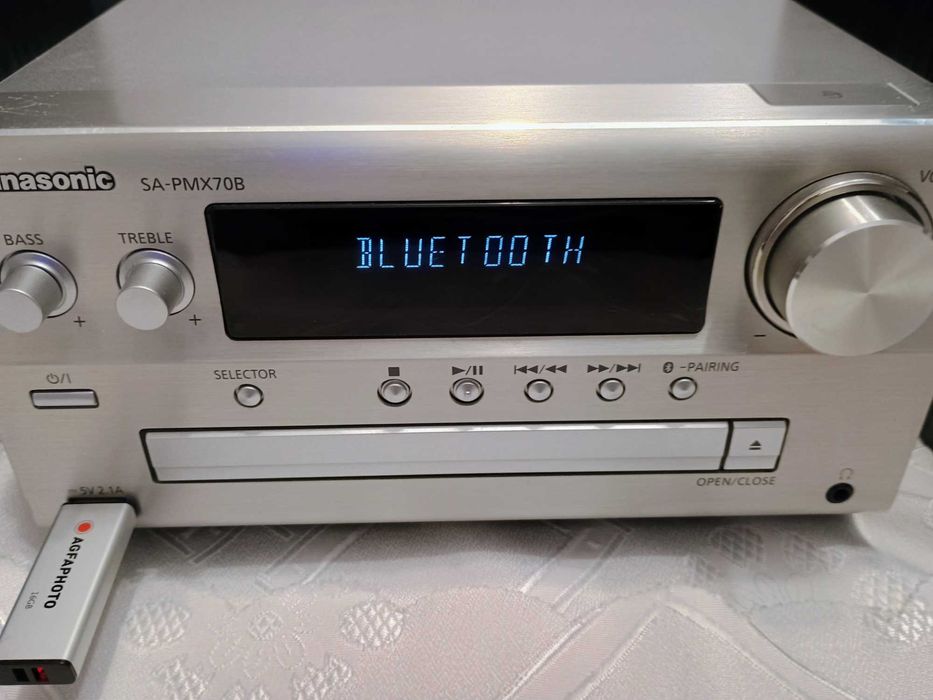 nasonic
SA-PMX70B
BASS
TREBLE
BLUETOOTH
- +
+
+
SELECTOR
-PAIRING
5V 2.1A
OPEN/CLOSE
AGFAPHOTO
16GB